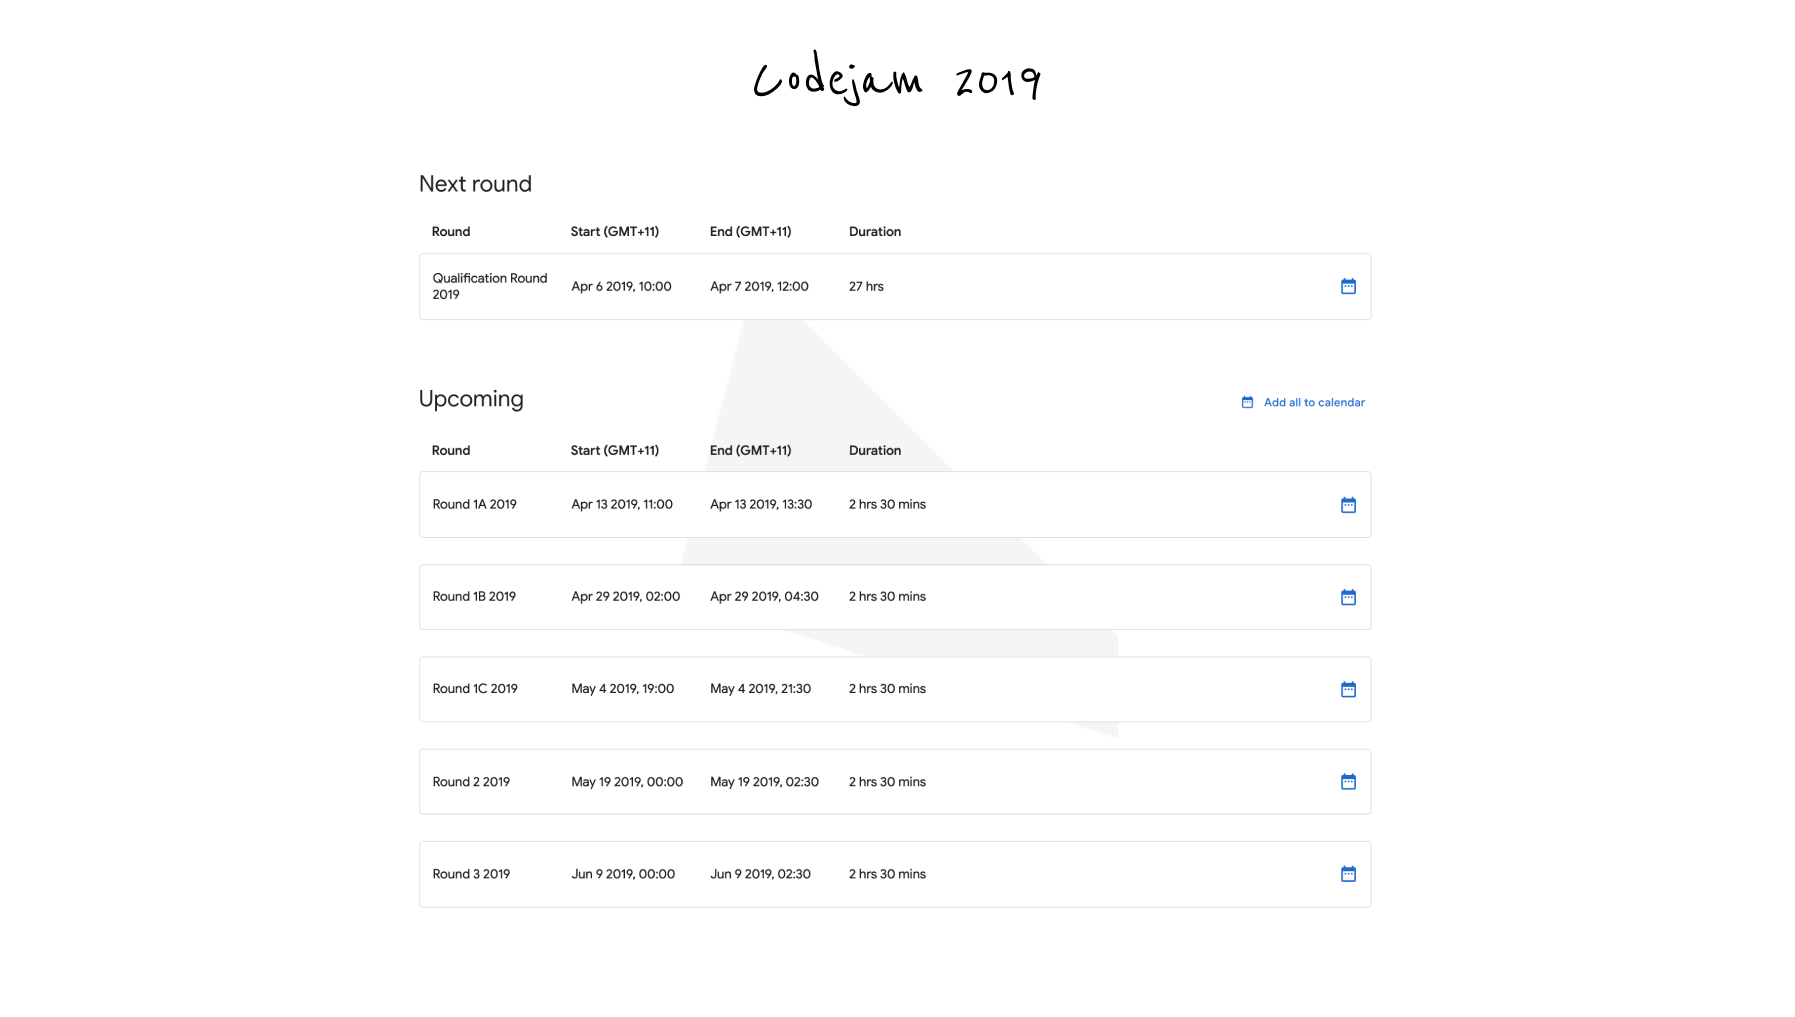 Codejam 2019
Next round
Round Start (GMT+11) End (GMT+11) Duration
Qualification Round 2019 Apr 6 2019, 10:00 Apr 7 2019, 12:00 27 hrs
Upcoming Add all to calendar
Round Start (GMT+11) End (GMT+11) Duration
Round 1A 2019 Apr 13 2019, 11:00 Apr 13 2019, 13:30 2 hrs 30 mins
Round 1B 2019 Apr 29 2019, 02:00 Apr 29 2019, 04:30 2 hrs 30 mins
Round 1C 2019 May 4 2019, 19:00 May 4 2019, 21:30 2 hrs 30 mins
Round 2 2019 May 19 2019, 00:00 May 19 2019, 02:30 2 hrs 30 mins
Round 3 2019 Jun 9 2019, 00:00 Jun 9 2019, 02:30 2 hrs 30 mins